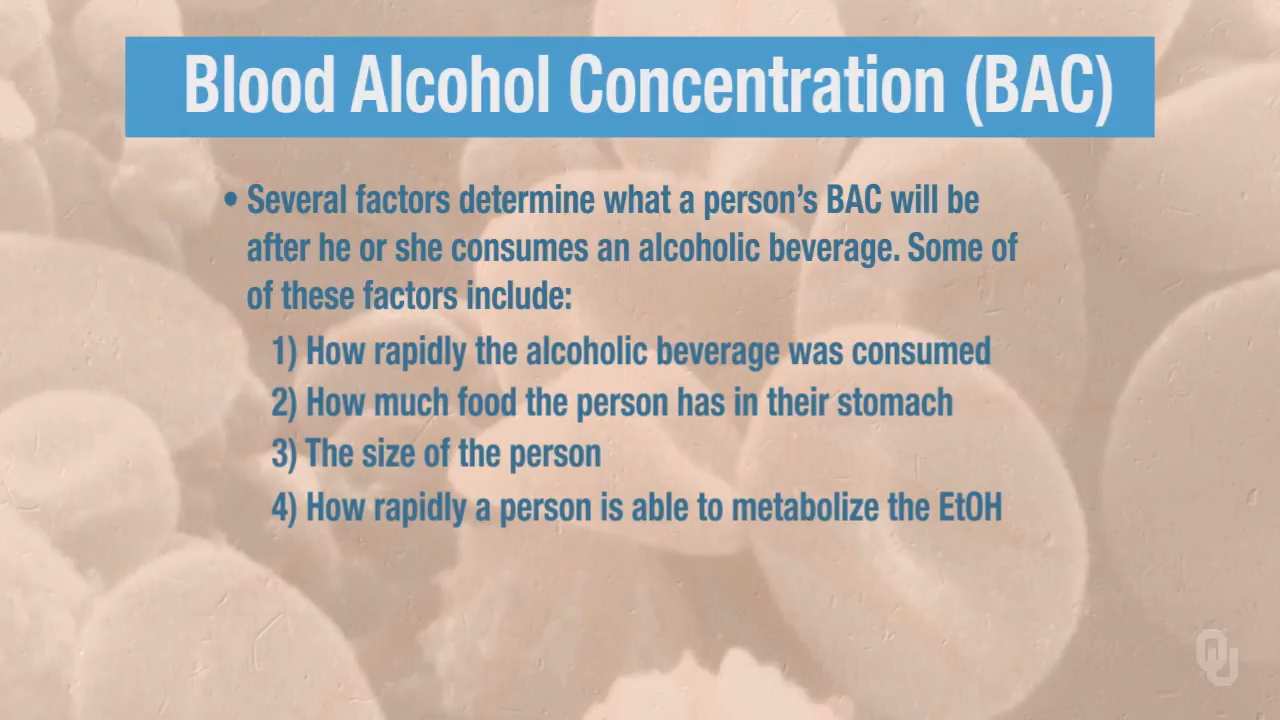 Blood Alcohol Concentration (BAC)
• Several factors determine what a person's BAC will be
after he or she consumes an alcoholic beverage. Some of
of these factors include:
1) How rapidly the alcoholic beverage was consumed
2) How much food the person has in their stomach
3) The size of the person
4) How rapidly a person is able to metabolize the EtOH
OU